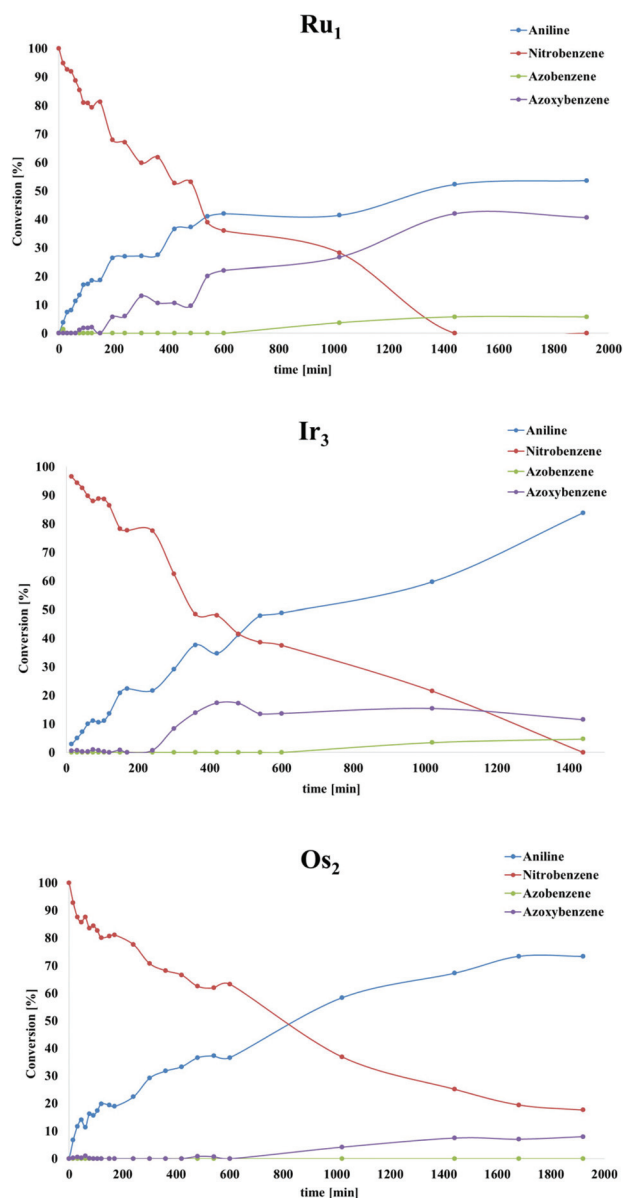 Ru₁
Aniline
Nitrobenzene
Azobenzene
Azoxybenzene
Conversion [%]
100
90
80
70
60
50
40
30
20
10
0
0 200 400 600 800 1000 1200 1400 1600 1800 2000
time [min]
Ir₃
Aniline
Nitrobenzene
Azobenzene
Azoxybenzene
Conversion [%]
100
90
80
70
60
50
40
30
20
10
0
0 200 400 600 800 1000 1200 1400
time [min]
Os₂
Aniline
Nitrobenzene
Azobenzene
Azoxybenzene
Conversion [%]
100
90
80
70
60
50
40
30
20
10
0
0 200 400 600 800 1000 1200 1400 1600 1800 2000
time [min]